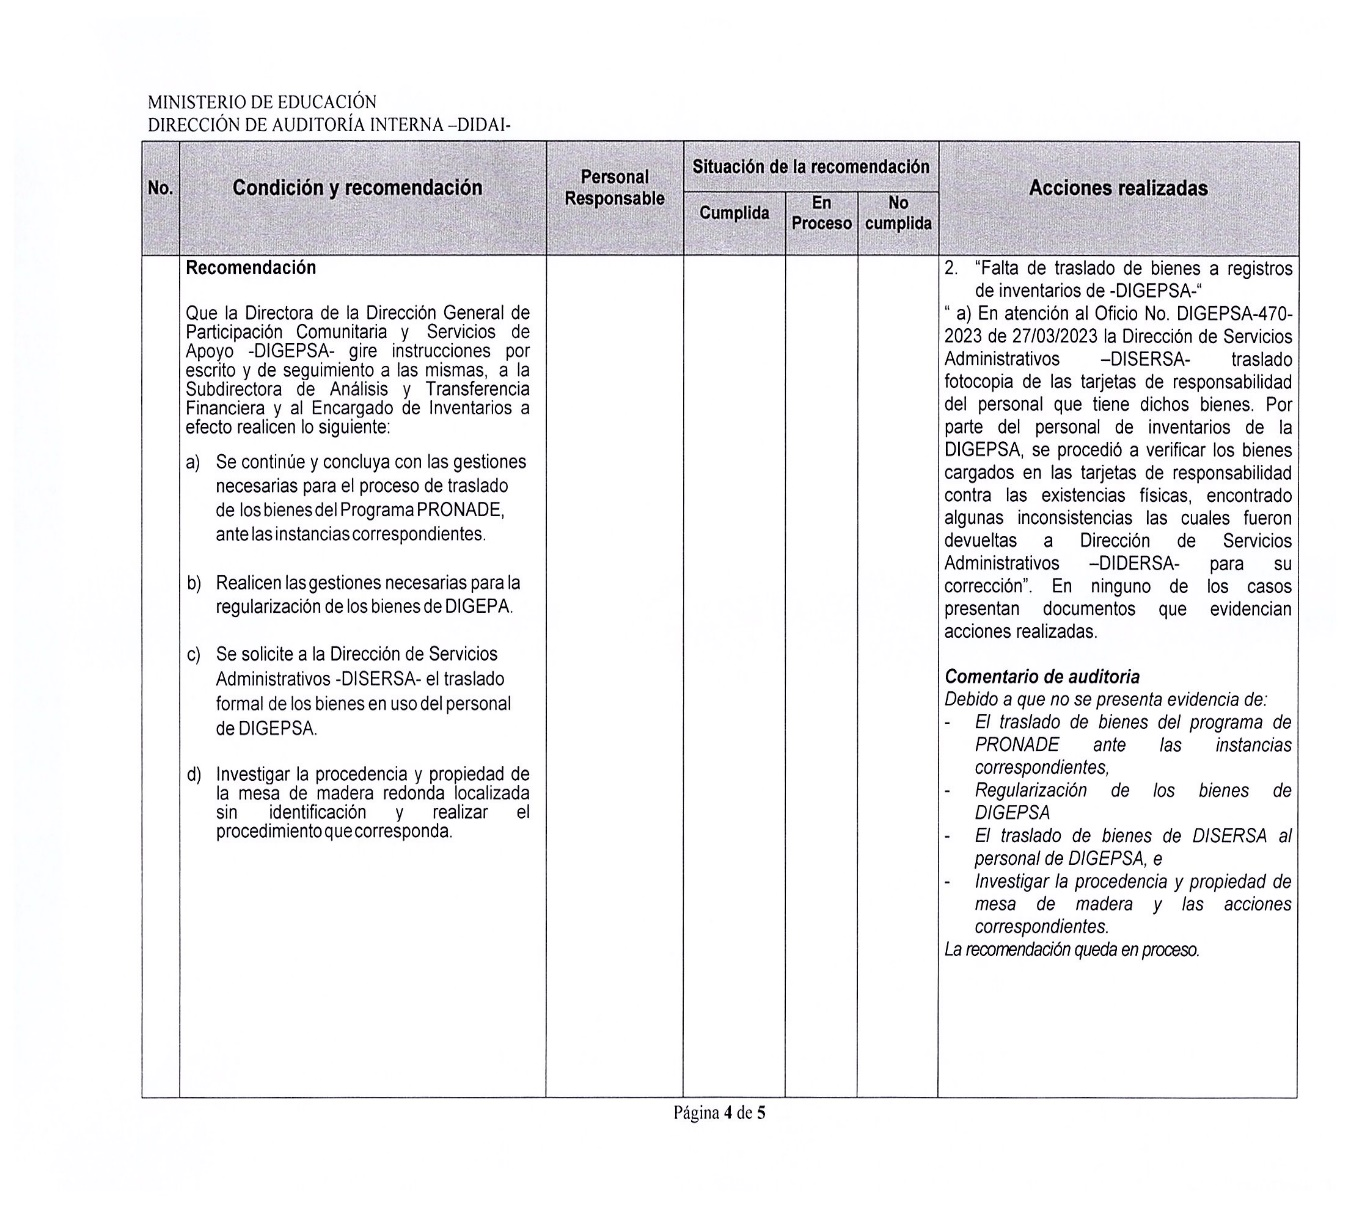 MINISTERIO DE EDUCACIÓN
DIRECCIÓN DE AUDITORÍA INTERNA –DIDAI-
No.
Condición y recomendación
Personal
Responsable
Situación de la recomendación
Cumplida
En
Proceso
No
cumplida
Acciones realizadas
Recomendación
Que la Directora de la Dirección General de
Participación Comunitaria y Servicios de
Apoyo -DIGEPSA- gire instrucciones por
escrito y de seguimiento a las mismas, a la
Subdirectora de Análisis y Transferencia
Financiera y al Encargado de Inventarios a
efecto realicen lo siguiente:
a) Se continúe y concluya con las gestiones
necesarias para el proceso de traslado
de los bienes del Programa PRONADE,
ante las instancias correspondientes.
b) Realicen las gestiones necesarias para la
regularización de los bienes de DIGEPA.
c) Se solicite a la Dirección de Servicios
Administrativos -DISERSA- el traslado
formal de los bienes en uso del personal
de DIGEPSA.
d) Investigar la procedencia y propiedad de
la mesa de madera redonda localizada
sin identificación y realizar el
procedimiento que corresponda.
2. “Falta de traslado de bienes a registros
de inventarios de -DIGEPSA-“
“ a) En atención al Oficio No. DIGEPSA-470-
2023 de 27/03/2023 la Dirección de Servicios
Administrativos –DISERSA- traslado
fotocopia de las tarjetas de responsabilidad
del personal que tiene dichos bienes. Por
parte del personal de inventarios de la
DIGEPSA, se procedió a verificar los bienes
cargados en las tarjetas de responsabilidad
contra las existencias físicas, encontrado
algunas inconsistencias las cuales fueron
devueltas a Dirección de Servicios
Administrativos –DIDERSA- para su
corrección”. En ninguno de los casos
presentan documentos que evidencian
acciones realizadas.
Comentario de auditoria
Debido a que no se presenta evidencia de:
- El traslado de bienes del programa de
PRONADE ante las instancias
correspondientes,
- Regularización de los bienes de
DIGEPSA
- El traslado de bienes de DISERSA al
personal de DIGEPSA, e
- Investigar la procedencia y propiedad de
mesa de madera y las acciones
correspondientes.
La recomendación queda en proceso.
Página 4 de 5